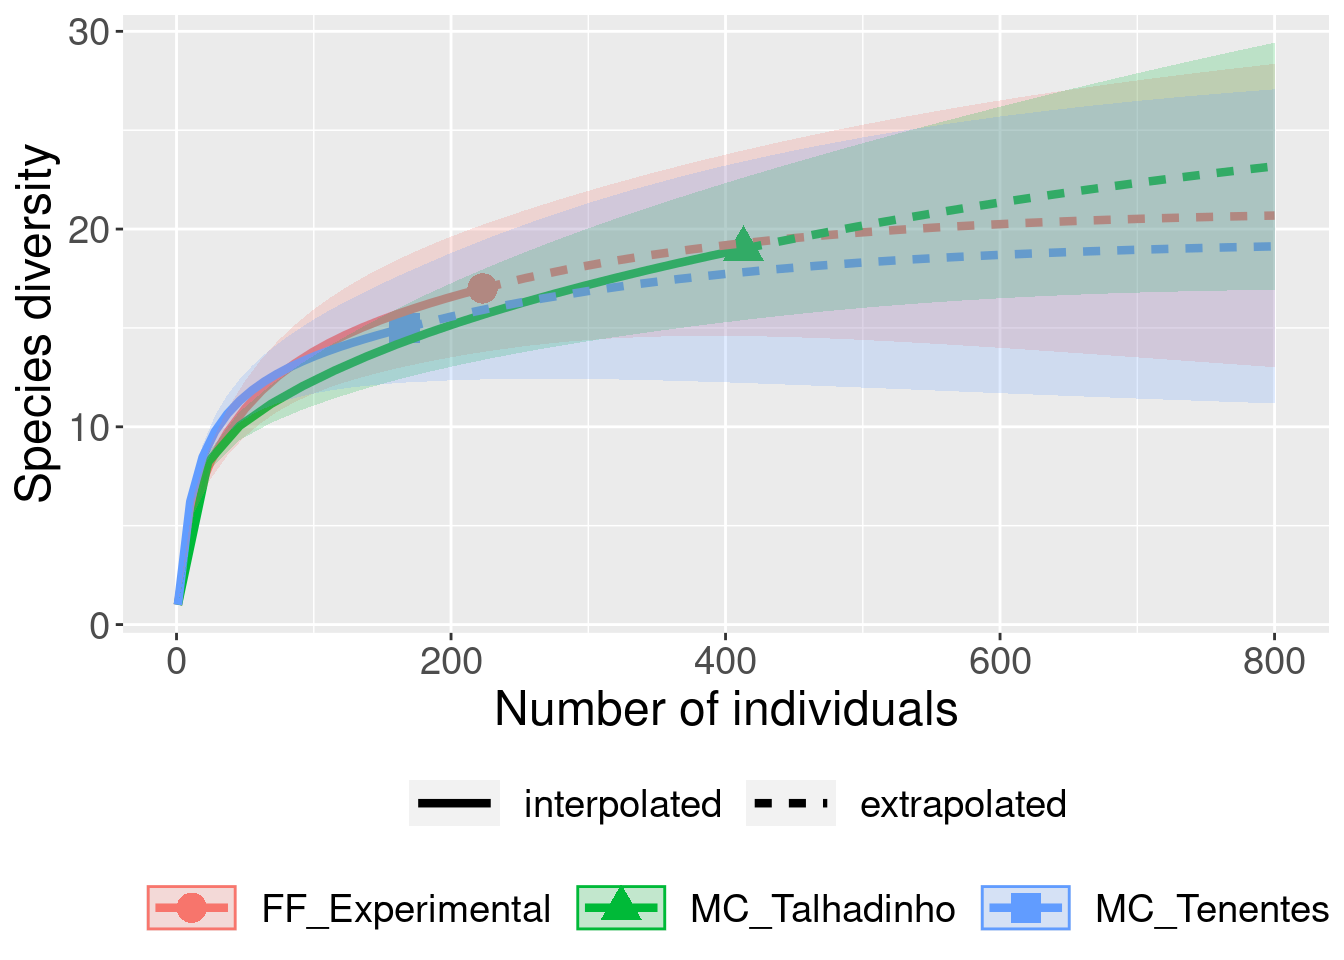 30
20
10
0
Species diversity
0 200 400 600 800
Number of individuals
interpolated extrapolated
FF_Experimental MC_Talhadinho MC_Tenentes